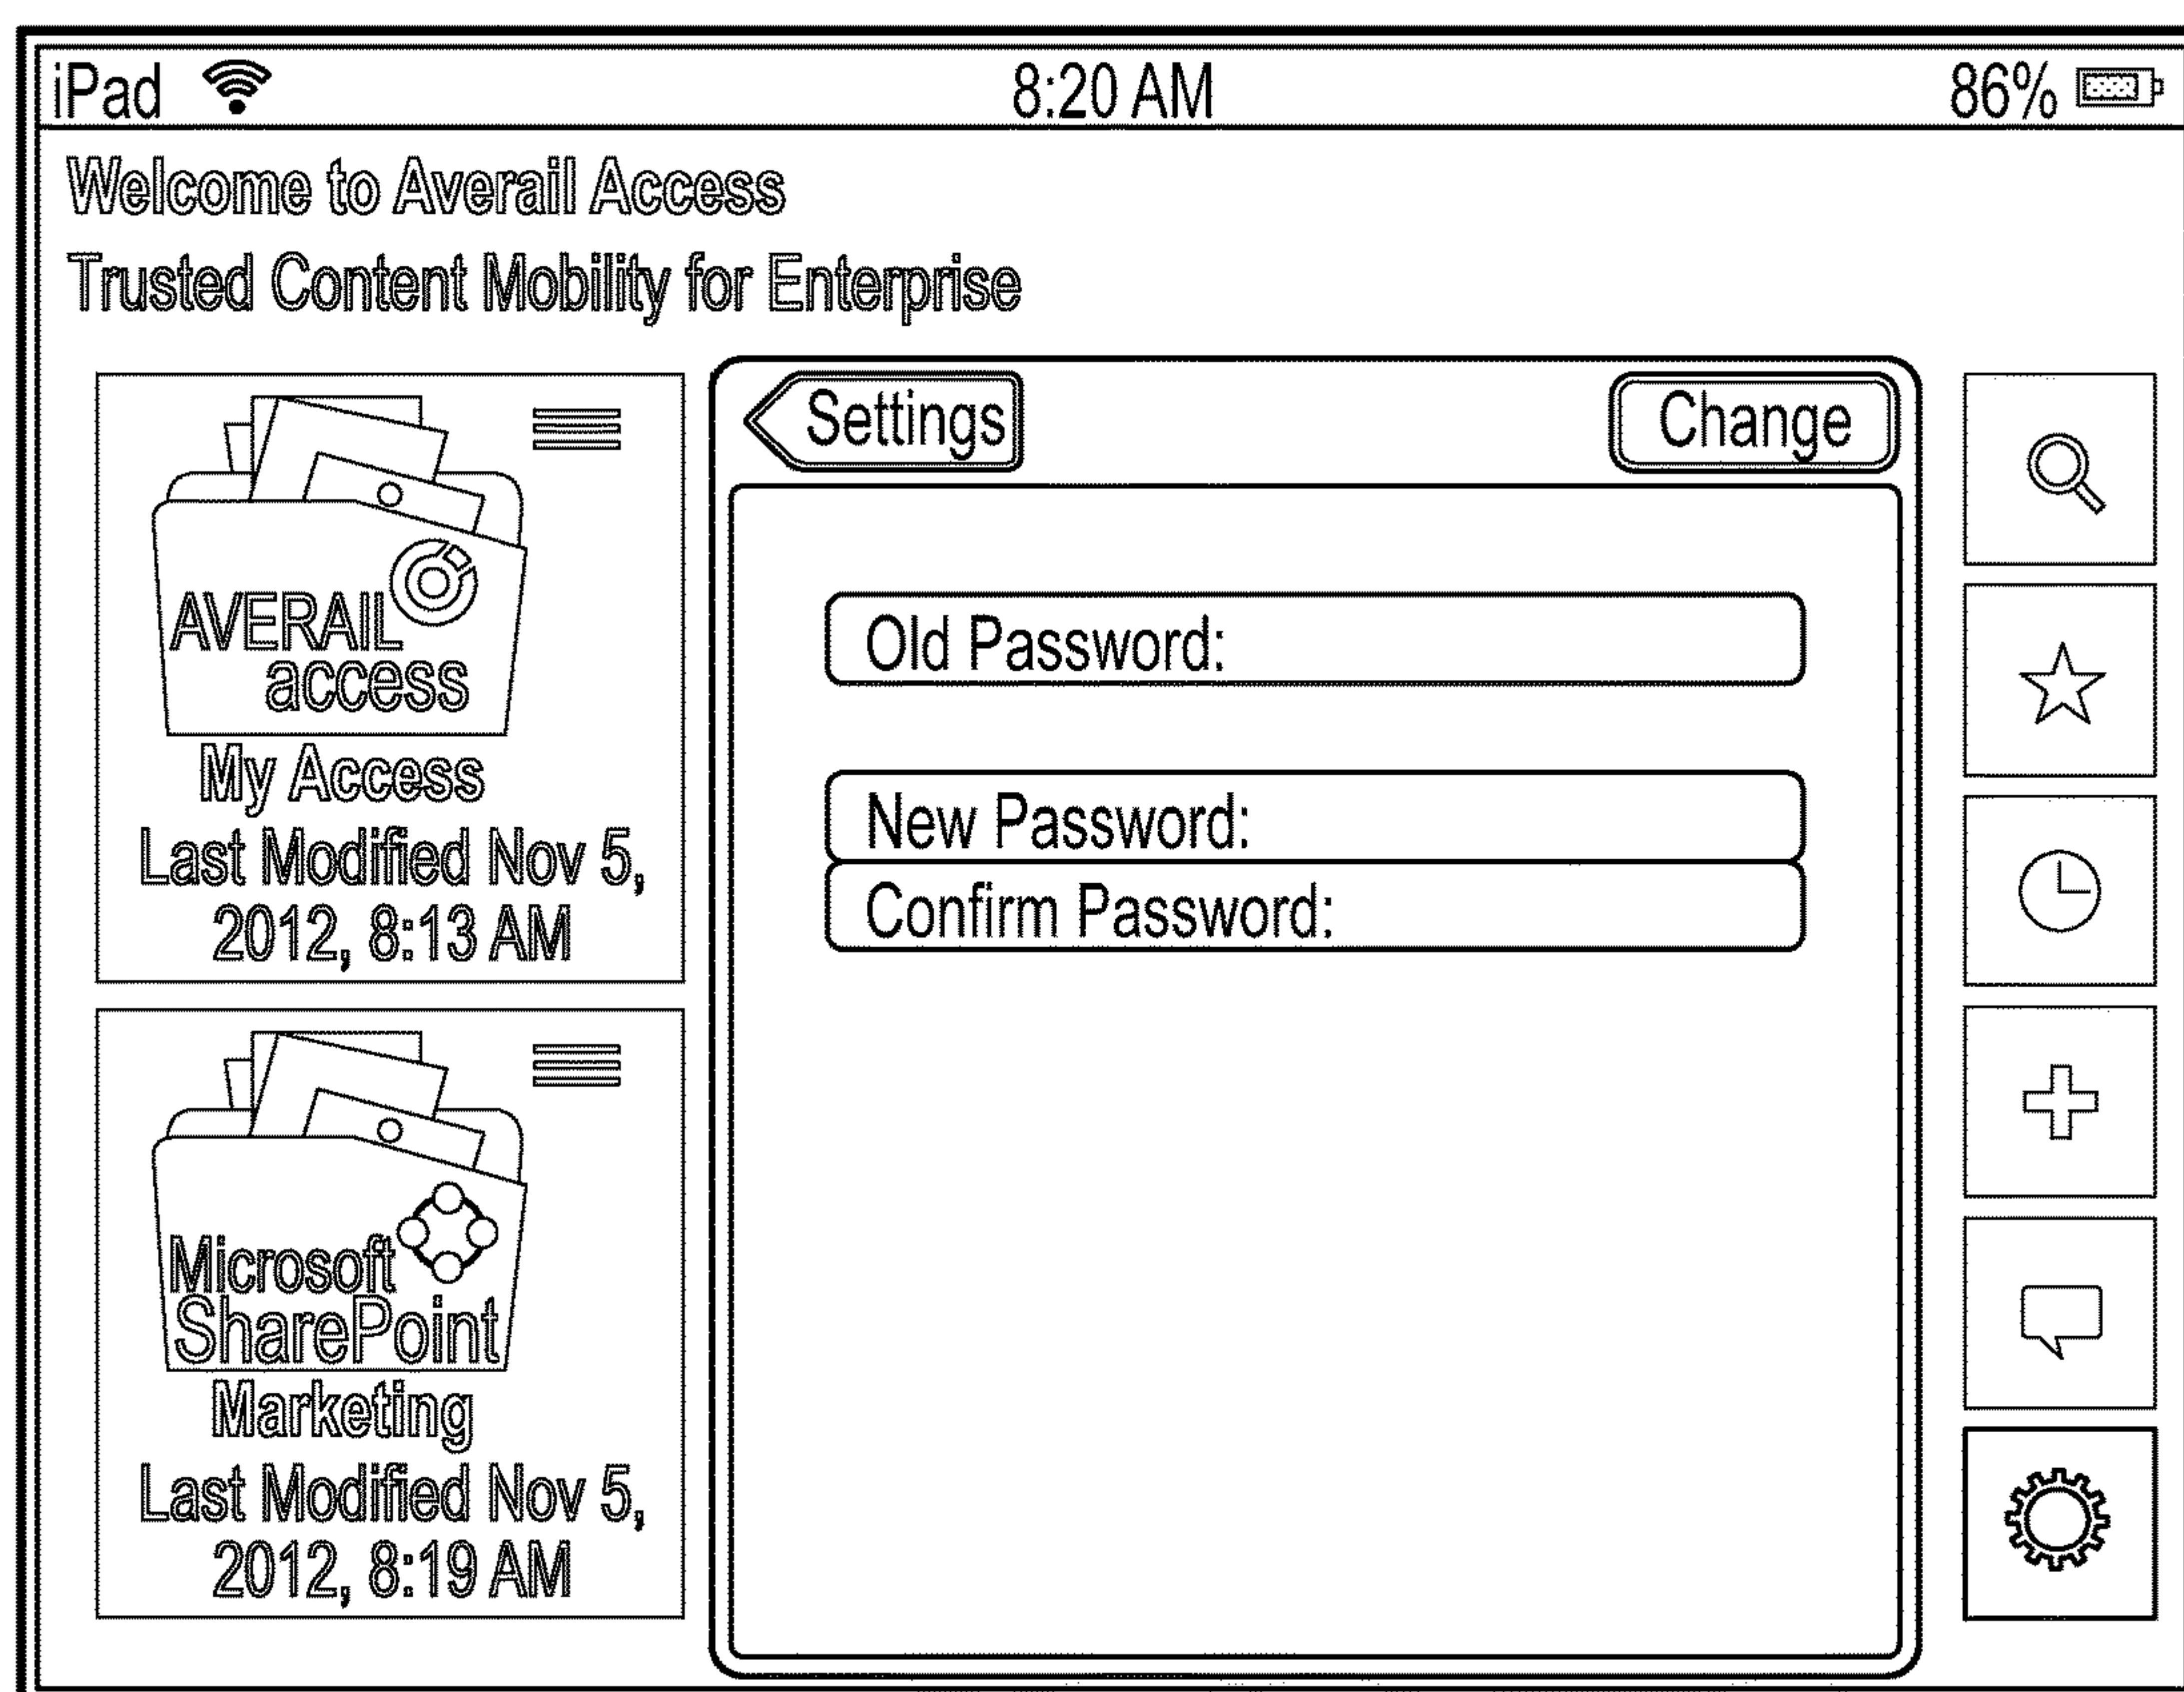 iPad 8:20 AM 86%
Welcome to Averail Access
Trusted Content Mobility for Enterprise
AVERAIL
access
My Access
Last Modified Nov 5,
2012, 8:13 AM
Microsoft
SharePoint
Marketing
Last Modified Nov 5,
2012, 8:19 AM
Settings Change
Old Password:
New Password:
Confirm Password: